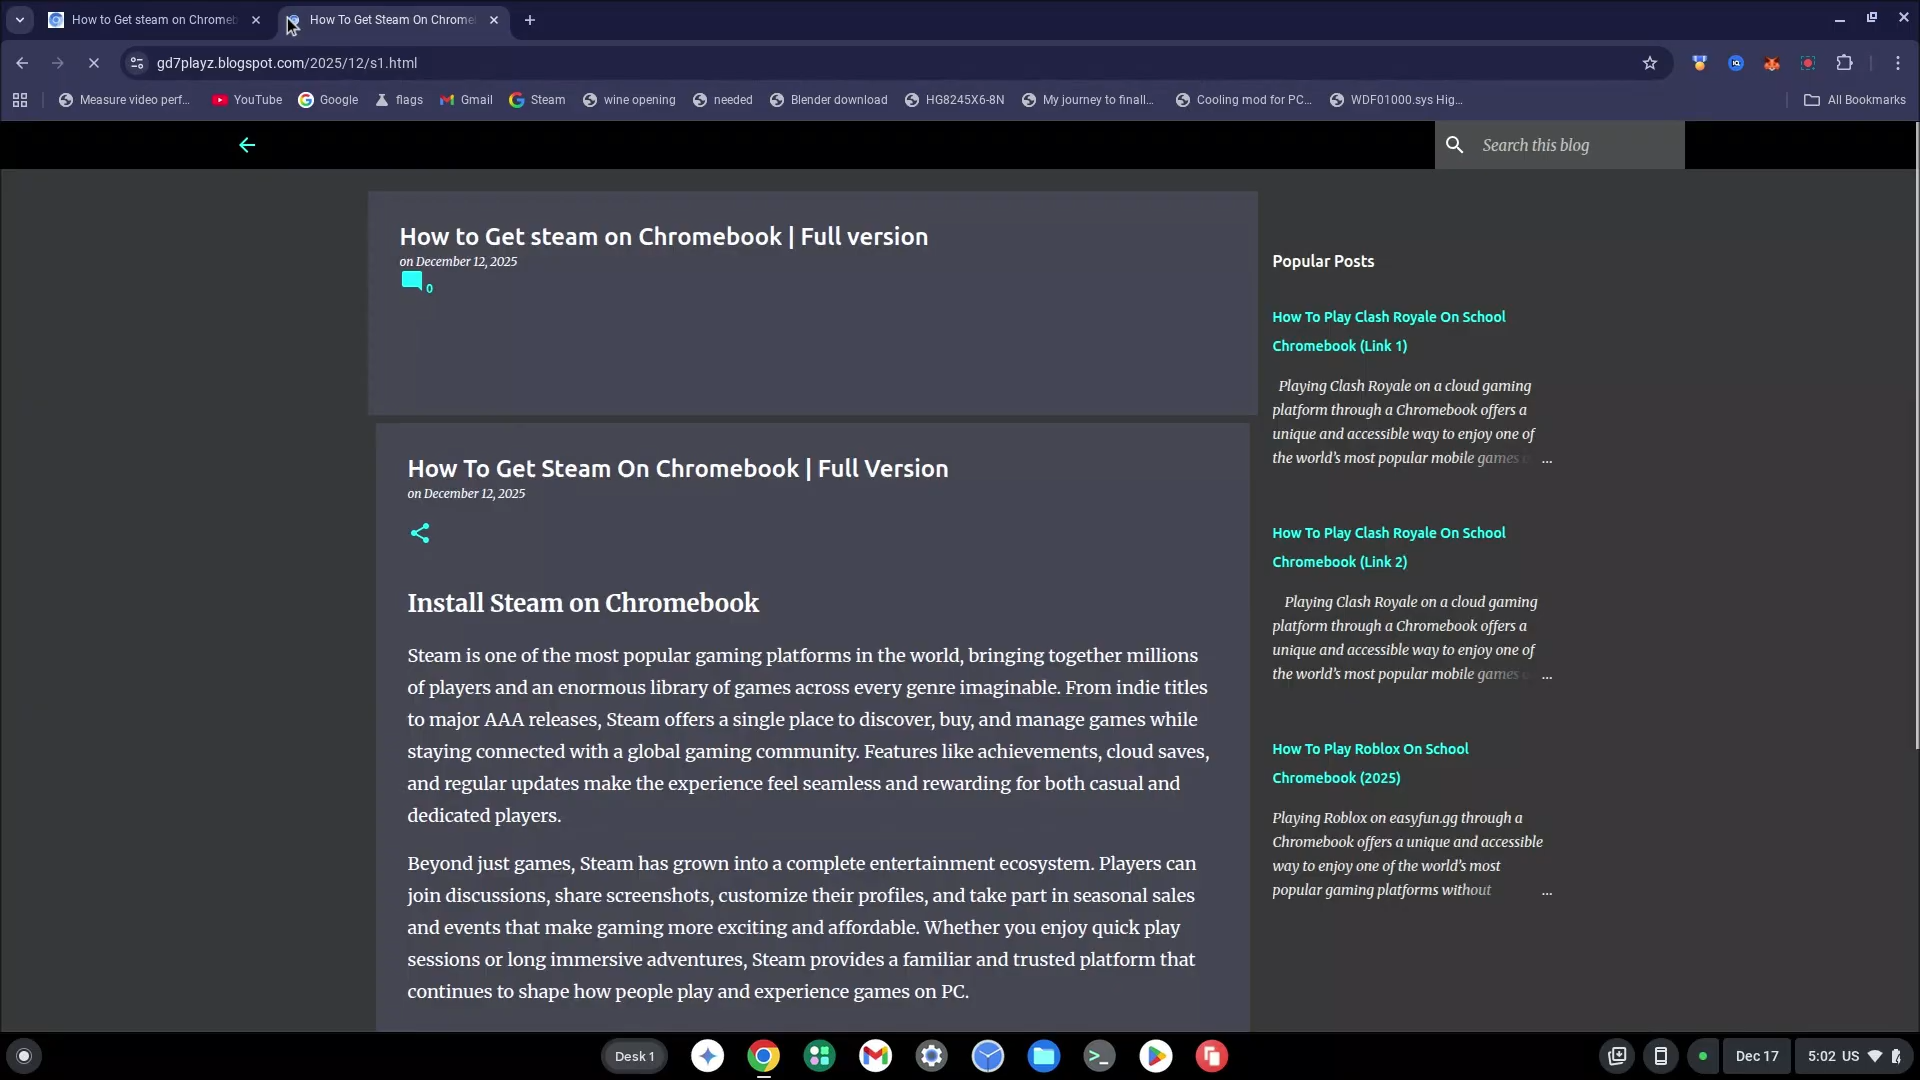 How to Get steam on Chromeb
How To Get Steam On Chrome
gd7playz.blogspot.com/2025/12/s1.html
Measure video perf...
YouTube
Google
flags
Gmail
Steam
wine opening
needed
Blender download
HG8245X6-8N
My journey to finall...
Cooling mod for PC...
WDF01000.sys Hig...
All Bookmarks
Search this blog
How to Get steam on Chromebook | Full version
on December 12, 2025
0
How To Get Steam On Chromebook | Full Version
on December 12, 2025
Install Steam on Chromebook
Steam is one of the most popular gaming platforms in the world, bringing together millions
of players and an enormous library of games across every genre imaginable. From indie titles
to major AAA releases, Steam offers a single place to discover, buy, and manage games while
staying connected with a global gaming community. Features like achievements, cloud saves,
and regular updates make the experience feel seamless and rewarding for both casual and
dedicated players.
Beyond just games, Steam has grown into a complete entertainment ecosystem. Players can
join discussions, share screenshots, customize their profiles, and take part in seasonal sales
and events that make gaming more exciting and affordable. Whether you enjoy quick play
sessions or long immersive adventures, Steam provides a familiar and trusted platform that
continues to shape how people play and experience games on PC.
Popular Posts
How To Play Clash Royale On School
Chromebook (Link 1)
Playing Clash Royale on a cloud gaming
platform through a Chromebook offers a
unique and accessible way to enjoy one of
the world's most popular mobile games ...
How To Play Clash Royale On School
Chromebook (Link 2)
Playing Clash Royale on a cloud gaming
platform through a Chromebook offers a
unique and accessible way to enjoy one of
the world's most popular mobile games ...
How To Play Roblox On School
Chromebook (2025)
Playing Roblox on easyfun.gg through a
Chromebook offers a unique and accessible
way to enjoy one of the world's most
popular gaming platforms without ...
Desk 1
Dec 17
5:02 US